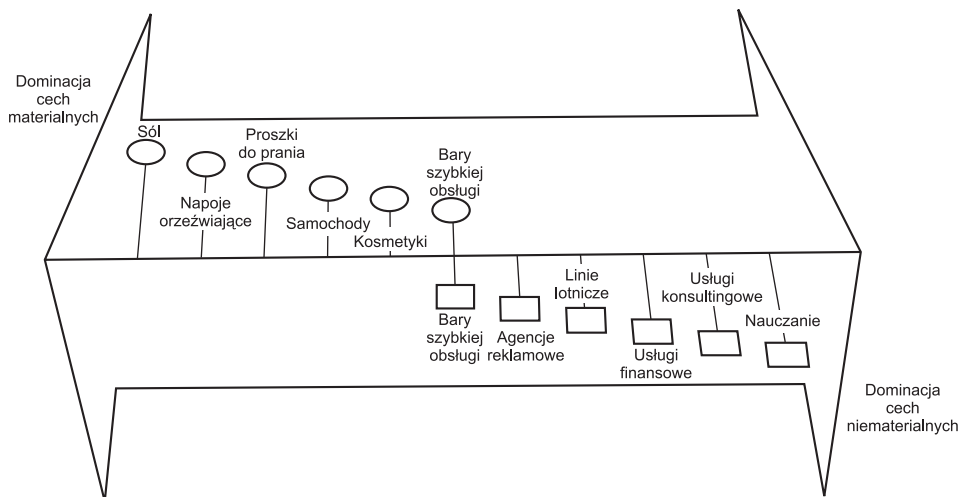 Dominacja
cech
materialnych
Sól
Napoje
orzeźwiające
Proszki
do prania
Samochody
Kosmetyki
Bary
szybkiej
obsługi
Bary
szybkiej
obsługi
Agencje
reklamowe
Linie
lotnicze
Usługi
finansowe
Usługi
konsultingowe
Nauczanie
Dominacja
cech
niematerialnych